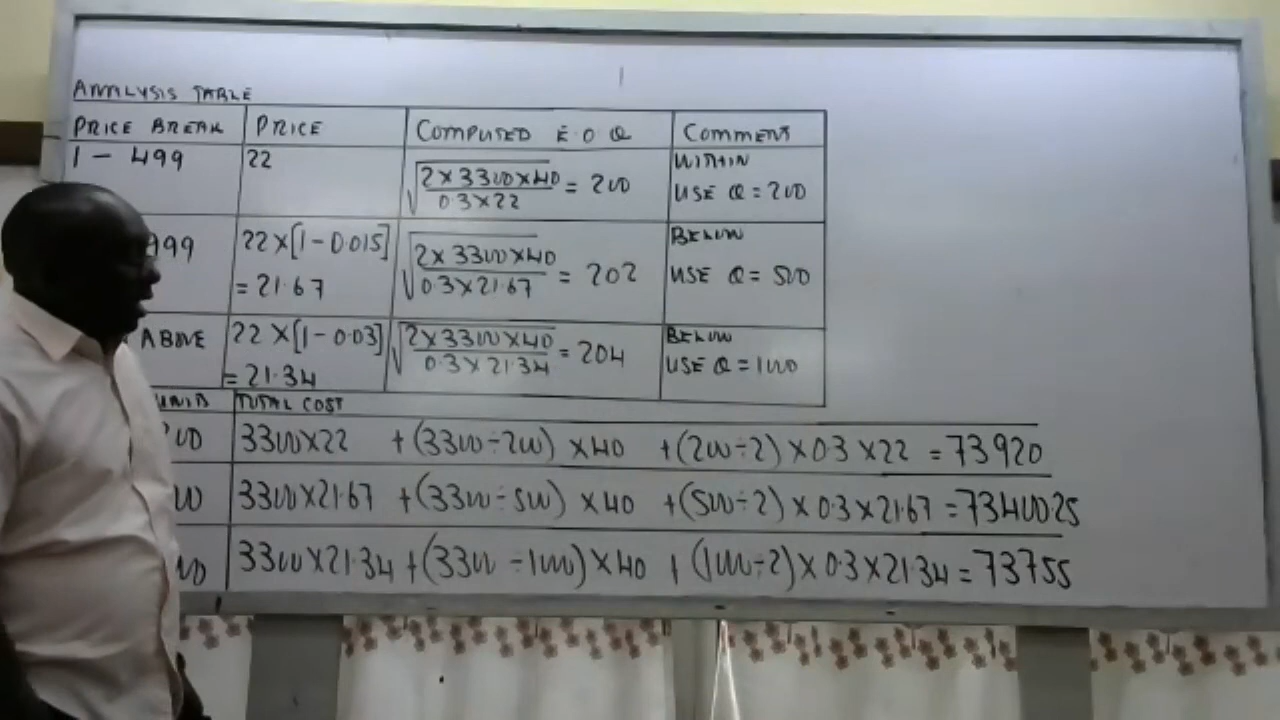 ANALYSIS TABLE
PRICE BREAK PRICE COMPUTED E.O.Q COMMENT
1 - 499 22 √2×3300×40/0.3×22 = 200 WITHIN USE Q = 200
999 22×[1-0.015] = 21.67 √2×3300×40/0.3×21.67 = 202 BELOW USE Q = 500
ABOVE 22×[1-0.03] = 21.34 √2×3300×40/0.3×21.34 = 204 BELOW USE Q = 1000
TOTAL COST
200 3300×22 +(3300÷200)×40 +(200÷2)×0.3×22 = 73920
3300×21.67 +(3300÷500)×40 +(500÷2)×0.3×21.67 = 73400.25
3300×21.34 +(3300÷1000)×40 + (1000÷2)×0.3×21.34 = 73755